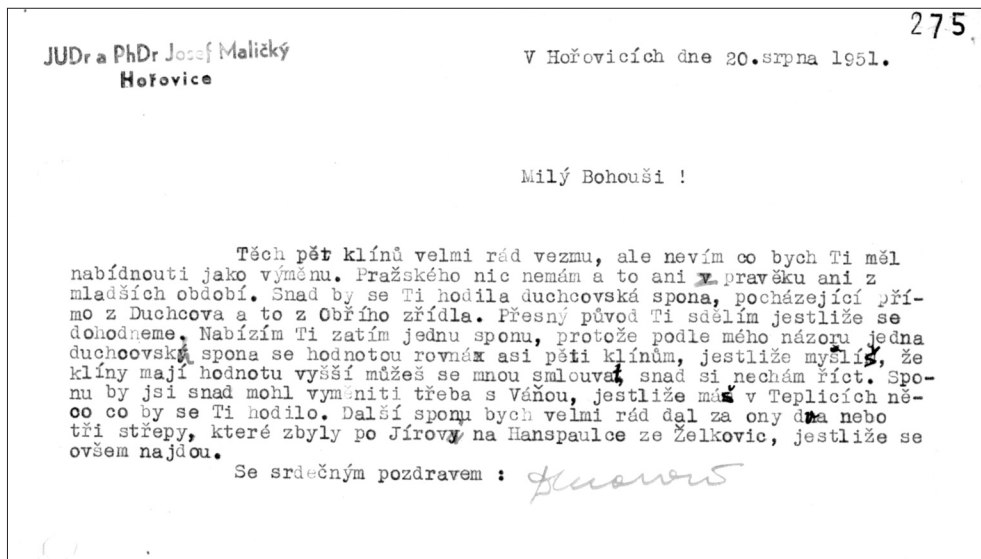 275
JUDr a PhDr Josef Maličký
Hořovice
V Hořovicích dne 20.srpna 1951.
Milý Bohouši !
Těch pět klínů velmi rád vezmu, ale nevím co bych Ti měl
nabídnouti jako výměnu. Pražského nic nemám a to ani v pravěku ani z
mladších období. Snad by se Ti hodila duchcovská spona, pocházející pří-
mo z Duchcova a to z Obřího zřídla. Přesný původ Ti sdělím jestliže se
dohodneme. Nabízím Ti zatím jednu sponu, protože podle mého názoru jedna
duchoovská spona se hodnotou rovná asi pěti klínům, jestliže myšlíš, že
klíny mají hodnotu vyšší můžeš se mnou smlouvat, snad si nechám říct. Spo-
nu by jsi snad mohl vyměniti třeba s Váňou, jestliže máš v Teplicích ně-
co co by se Ti hodilo. Další sponu bych velmi rád dal za ony dva nebo
tři střepy, které zbyly po Jírovy na Hanspaulce ze Želkovic, jestliže se
ovšem najdou.
Se srdečným pozdravem :